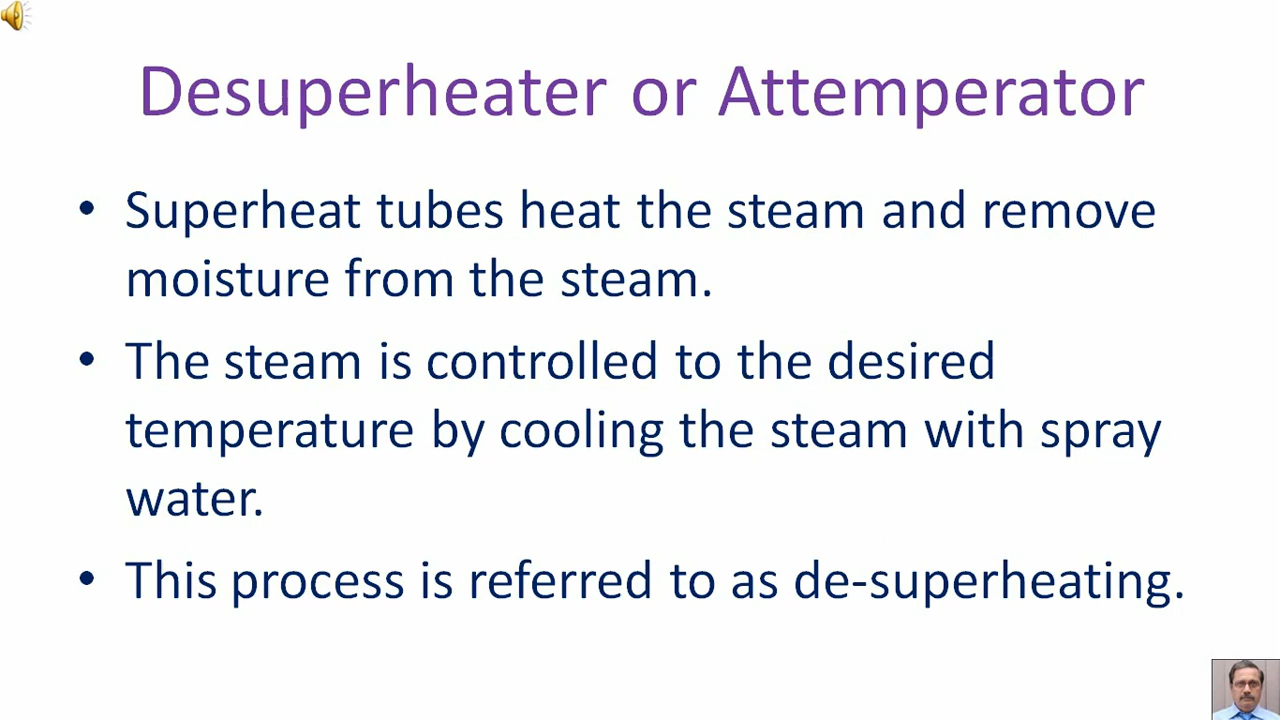 Desuperheater or Attemperator
• Superheat tubes heat the steam and remove
moisture from the steam.
• The steam is controlled to the desired
temperature by cooling the steam with spray
water.
• This process is referred to as de-superheating.